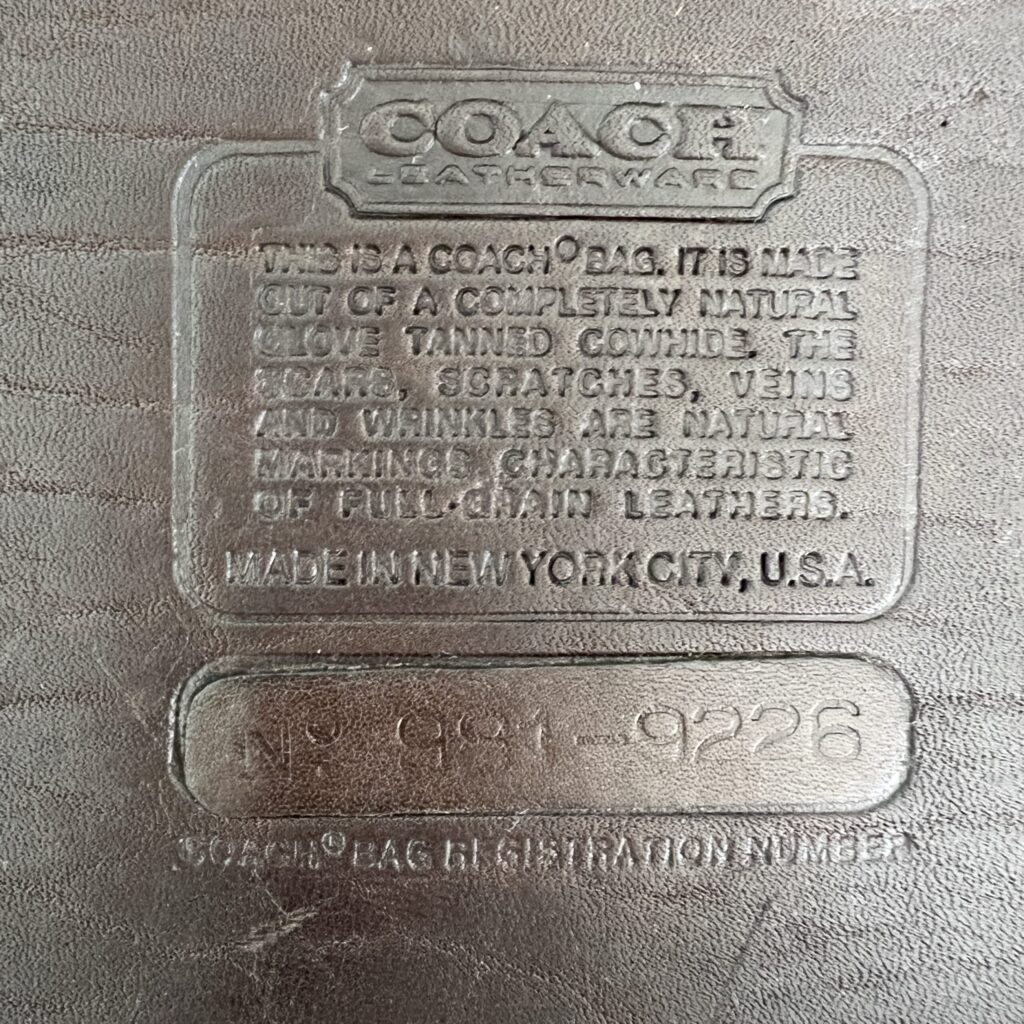 COACH
LEATHERWARE
THIS IS A COACH® BAG. IT IS MADE
OUT OF A COMPLETELY NATURAL
GLOVE TANNED COWHIDE. THE
SCARS, SCRATCHES, VEINS
AND WRINKLES ARE NATURAL
MARKINGS CHARACTERISTIC
OF FULL-GRAIN LEATHERS.
MADE IN NEW YORK CITY, U.S.A.
Nº 991-9226
COACH® BAG REGISTRATION NUMBER